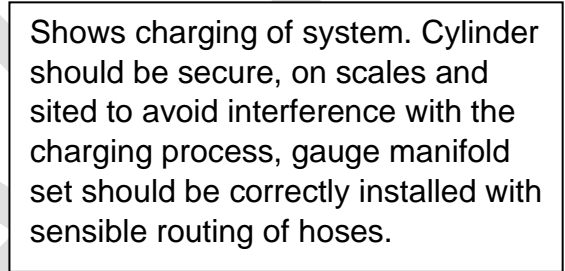 Shows charging of system. Cylinder
should be secure, on scales and
sited to avoid interference with the
charging process, gauge manifold
set should be correctly installed with
sensible routing of hoses.